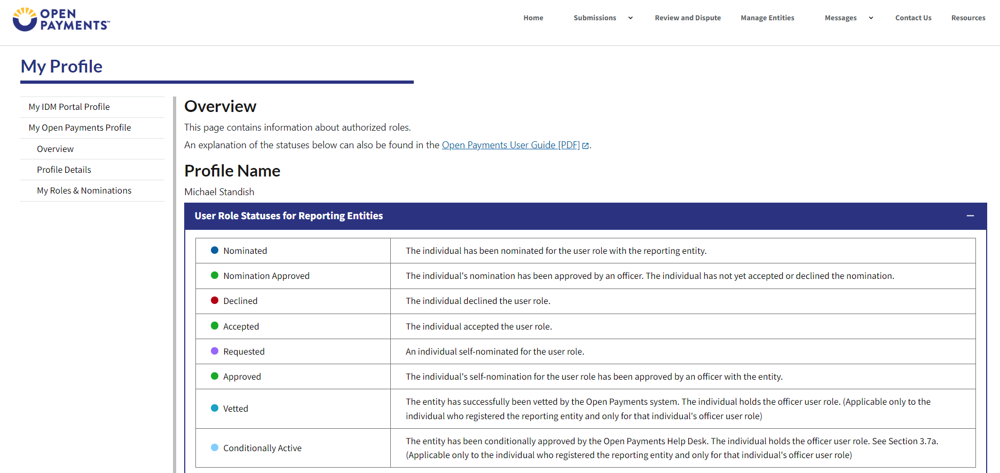 OPEN
PAYMENTS™
Home
Submissions
Review and Dispute
Manage Entities
Messages
Contact Us
Resources
My Profile
My IDM Portal Profile
My Open Payments Profile
Overview
Profile Details
My Roles & Nominations
Overview
This page contains information about authorized roles.
An explanation of the statuses below can also be found in the Open Payments User Guide [PDF].
Profile Name
Michael Standish
User Role Statuses for Reporting Entities
Nominated
The individual has been nominated for the user role with the reporting entity.
Nomination Approved
The individual's nomination has been approved by an officer. The individual has not yet accepted or declined the nomination.
Declined
The individual declined the user role.
Accepted
The individual accepted the user role.
Requested
An individual self-nominated for the user role.
Approved
The individual's self-nomination for the user role has been approved by an officer with the entity.
Vetted
The entity has successfully been vetted by the Open Payments system. The individual holds the officer user role. (Applicable only to the
individual who registered the reporting entity and only for that individual's officer user role)
Conditionally Active
The entity has been conditionally approved by the Open Payments Help Desk. The individual holds the officer user role. See Section 3.7a.
(Applicable only to the individual who registered the reporting entity and only for that individual's officer user role)